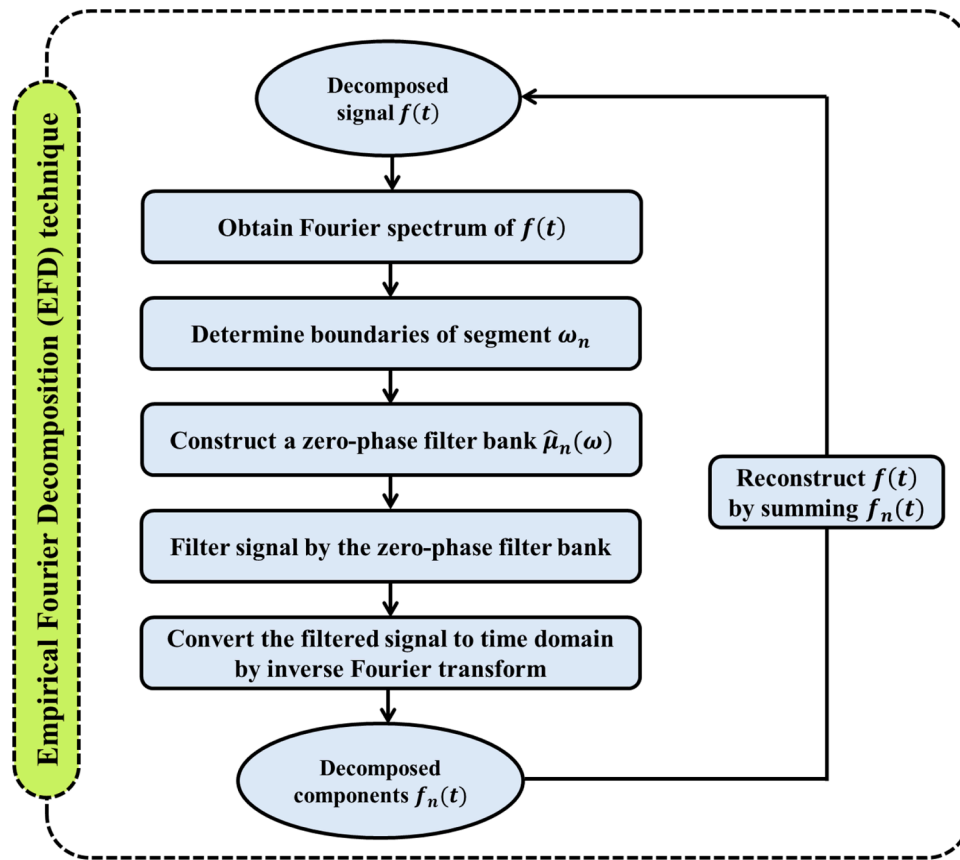 Empirical Fourier Decomposition (EFD) technique
Decomposed
signal f(t)
Obtain Fourier spectrum of f(t)
Determine boundaries of segment ωₙ
Construct a zero-phase filter bank μ̂ₙ(ω)
Filter signal by the zero-phase filter bank
Convert the filtered signal to time domain
by inverse Fourier transform
Decomposed
components fₙ(t)
Reconstruct f(t)
by summing fₙ(t)